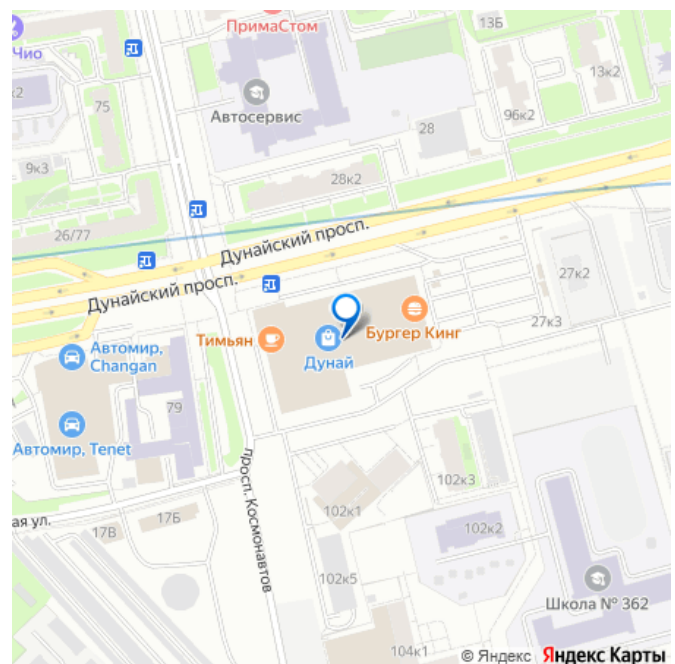 ПримаСтом
13Б
Чио
к2
75
Автосервис
13к2
96к2
28
9к3
28к2
26/77
Дунайский просп.
Дунайский просп.
27к2
27к3
Тимьян
Бургер Кинг
Дунай
Автомир,
Changan
79
Автомир, Tenet
просп. Космонавтов
ая ул.
17В
17Б
102к1
102к3
102к2
102к5
Школа № 362
104к1
© Яндекс Яндекс Карты